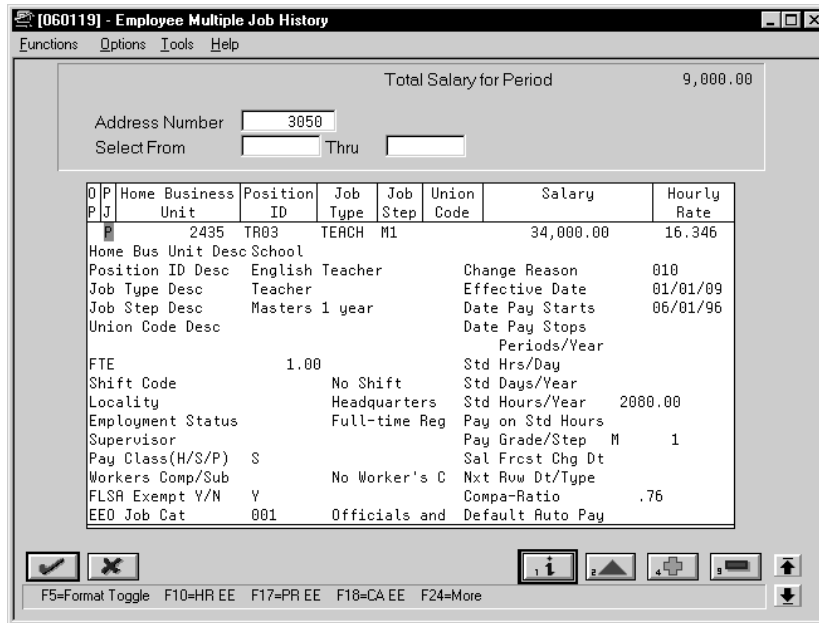 [060119] - Employee Multiple Job History
Functions Options Tools Help
Total Salary for Period 9,000.00
Address Number 3050
Select From Thru
O P Home Business Position Job Job Union Salary Hourly
P J Unit ID Type Step Code Rate
P 2435 TR03 TEACH M1 34,000.00 16.346
Home Bus Unit Desc School
Position ID Desc English Teacher Change Reason 010
Job Type Desc Teacher Effective Date 01/01/09
Job Step Desc Masters 1 year Date Pay Starts 06/01/96
Union Code Desc Date Pay Stops
Periods/Year
FTE 1.00 Std Hrs/Day
Shift Code No Shift Std Days/Year
Locality Headquarters Std Hours/Year 2080.00
Employment Status Full-time Reg Pay on Std Hours
Supervisor Pay Grade/Step M 1
Pay Class(H/S/P) S Sal Frcst Chg Dt
Workers Comp/Sub No Worker's C Nxt Rvw Dt/Type
FLSA Exempt Y/N Y Compa-Ratio .76
EEO Job Cat 001 Officials and Default Auto Pay
1 i 2 4 9
F5=Format Toggle F10=HR EE F17=PR EE F18=CA EE F24=More